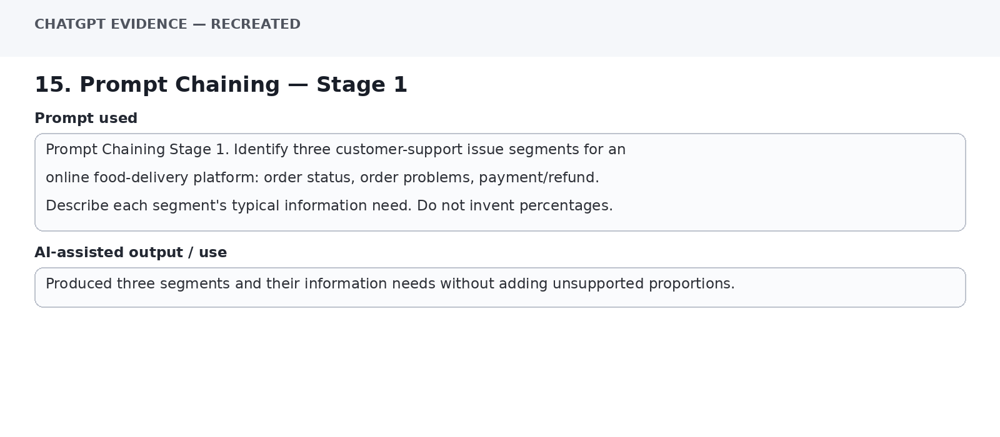 CHATGPT EVIDENCE — RECREATED
15. Prompt Chaining — Stage 1
Prompt used
Prompt Chaining Stage 1. Identify three customer-support issue segments for an
online food-delivery platform: order status, order problems, payment/refund.
Describe each segment's typical information need. Do not invent percentages.
AI-assisted output / use
Produced three segments and their information needs without adding unsupported proportions.